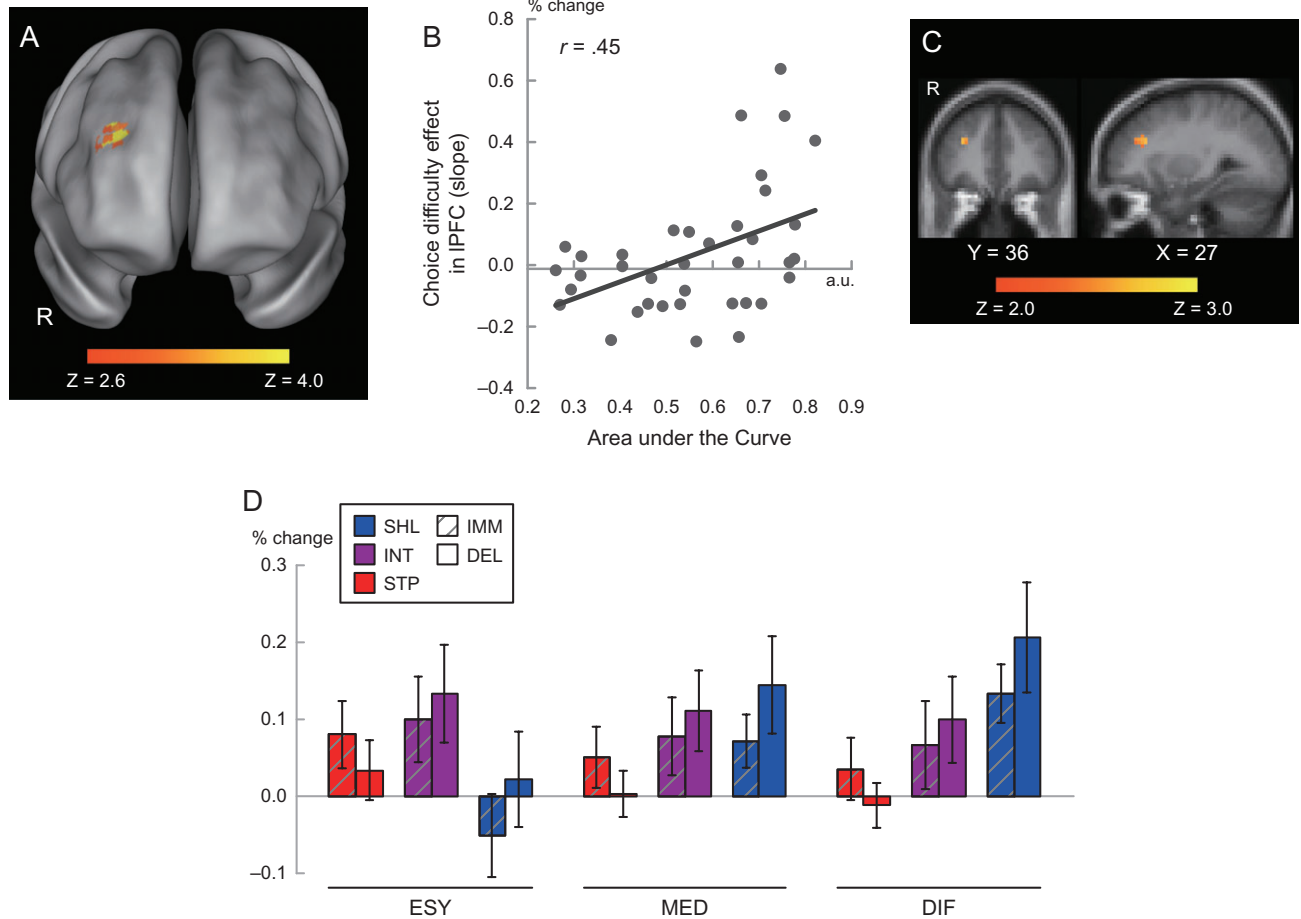 A
R
Z = 2.6 Z = 4.0
B
% change
r = .45
Choice difficulty effect
in lPFC (slope)
0.8
0.6
0.4
0.2
0.0
–0.2
–0.4
a.u.
0.2 0.3 0.4 0.5 0.6 0.7 0.8 0.9
Area under the Curve
C
R
Y = 36 X = 27
Z = 2.0 Z = 3.0
D
% change
SHL IMM
INT DEL
STP
0.3
0.2
0.1
0.0
–0.1
ESY MED DIF